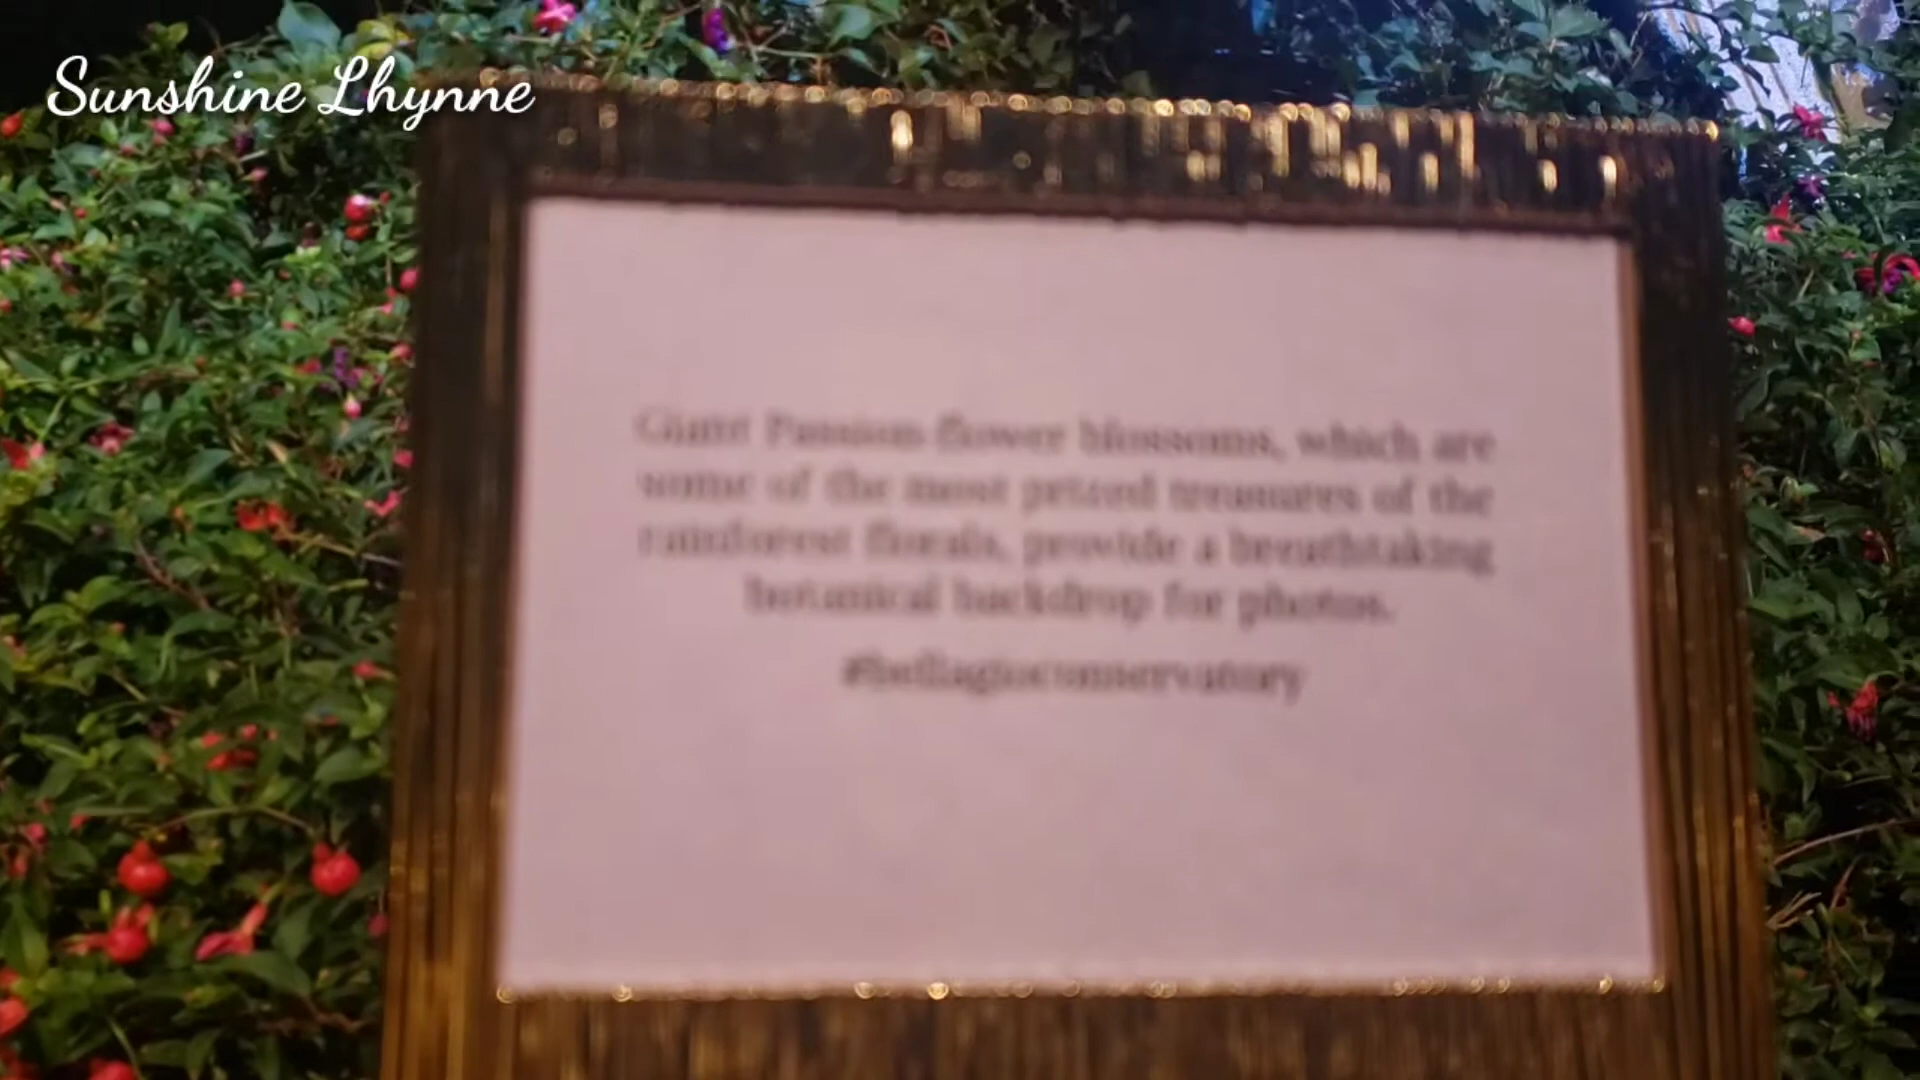 Sunshine Lhynne
Giant Passion flower blossoms, which are
some of the most prized treasures of the
rainforest florals, provide a breathtaking
botanical backdrop for photos.
#bellagioconservatory